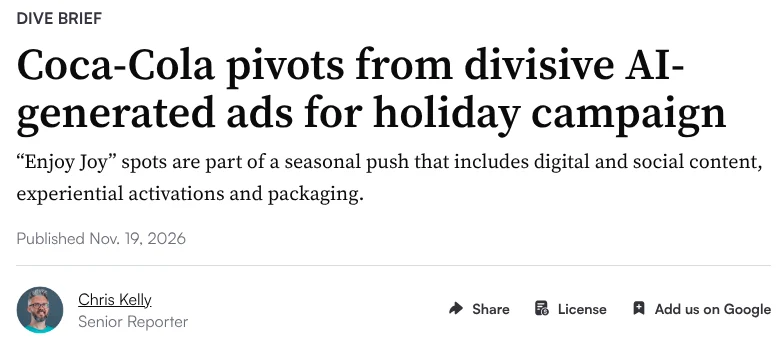 DIVE BRIEF
Coca-Cola pivots from divisive AI-
generated ads for holiday campaign
“Enjoy Joy” spots are part of a seasonal push that includes digital and social content,
experiential activations and packaging.
Published Nov. 19, 2026
Chris Kelly
Senior Reporter
Share
License
Add us on Google